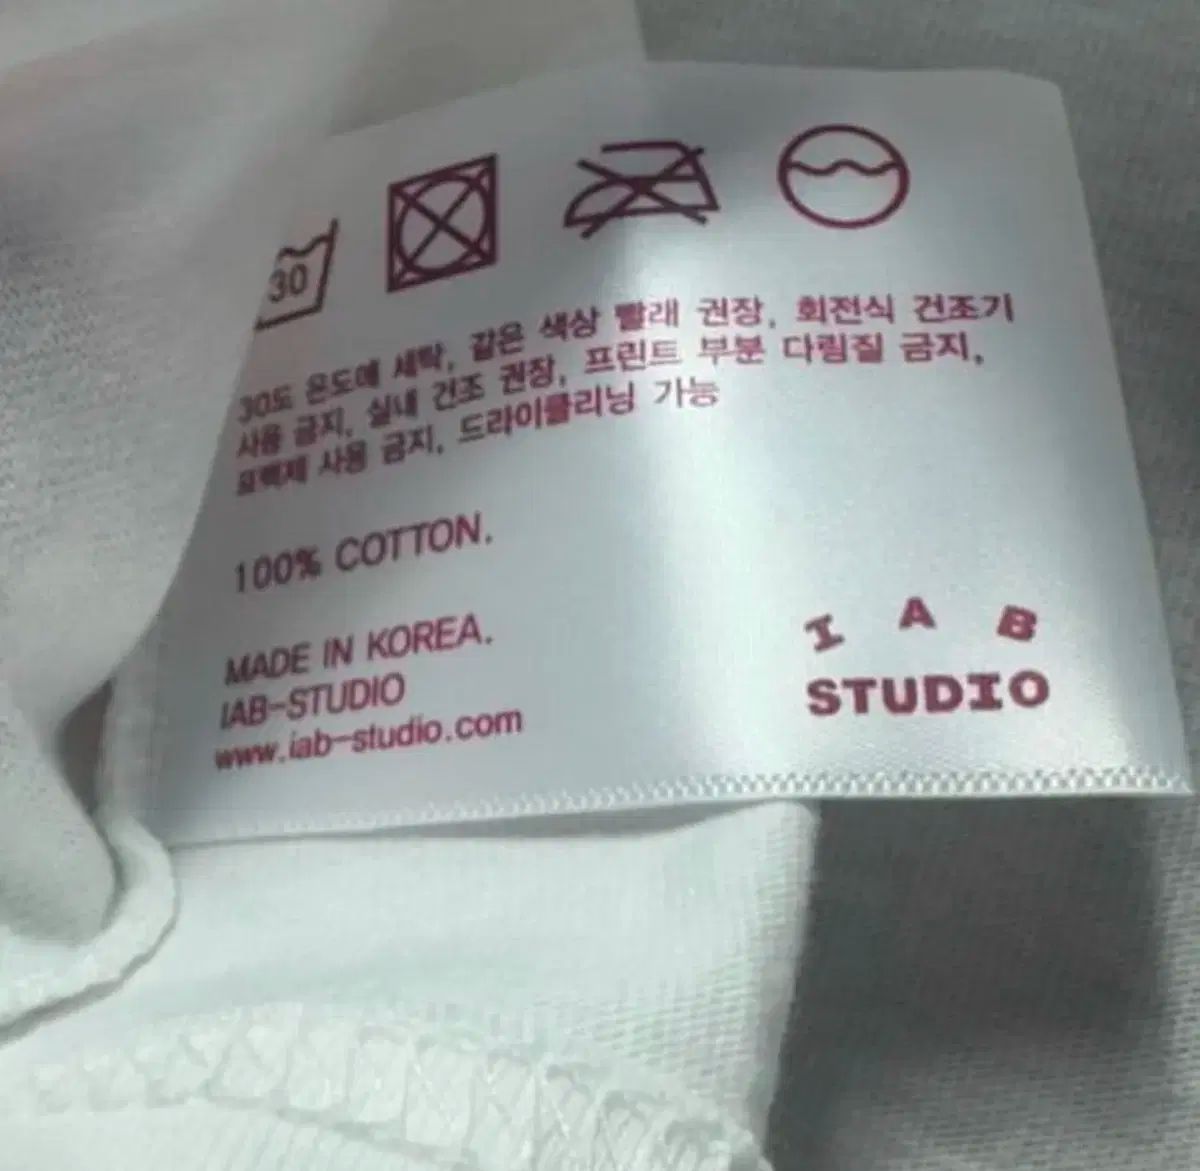 30
30도 온도에 세탁, 같은 색상 빨래 권장, 회전식 건조기
사용 금지, 실내 건조 권장, 프린트 부분 다림질 금지,
표백제 사용 금지, 드라이클리닝 가능
100% COTTON.
MADE IN KOREA.
IAB-STUDIO
www.iab-studio.com
I A B
STUDIO